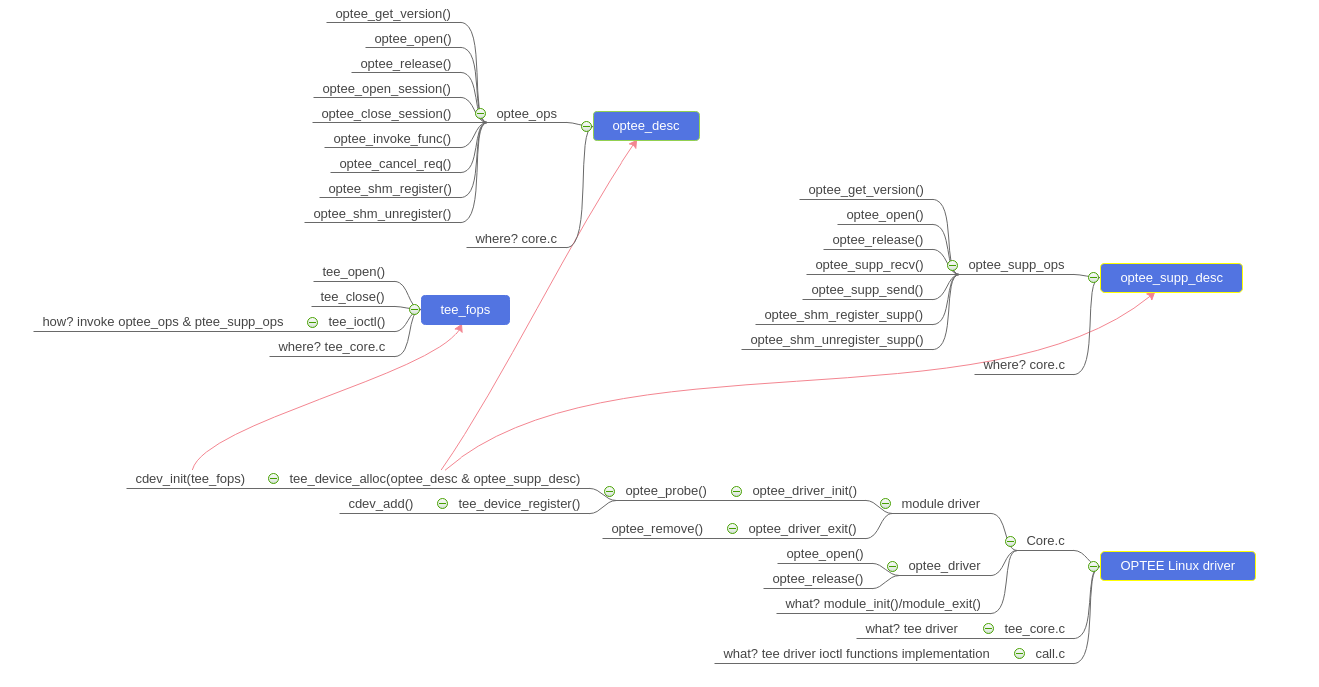 optee_get_version()
optee_open()
optee_release()
optee_open_session()
optee_close_session()
optee_ops
optee_desc
optee_invoke_func()
optee_cancel_req()
optee_shm_register()
optee_shm_unregister()
where? core.c
optee_get_version()
optee_open()
optee_release()
optee_supp_recv()
optee_supp_ops
optee_supp_desc
optee_supp_send()
optee_shm_register_supp()
optee_shm_unregister_supp()
where? core.c
tee_open()
tee_close()
tee_fops
how? invoke optee_ops & ptee_supp_ops
tee_ioctl()
where? tee_core.c
cdev_init(tee_fops)
tee_device_alloc(optee_desc & optee_supp_desc)
optee_probe()
optee_driver_init()
cdev_add()
tee_device_register()
module driver
optee_remove()
optee_driver_exit()
Core.c
optee_open()
optee_driver
OPTEE Linux driver
optee_release()
what? module_init()/module_exit()
what? tee driver
tee_core.c
what? tee driver ioctl functions implementation
call.c